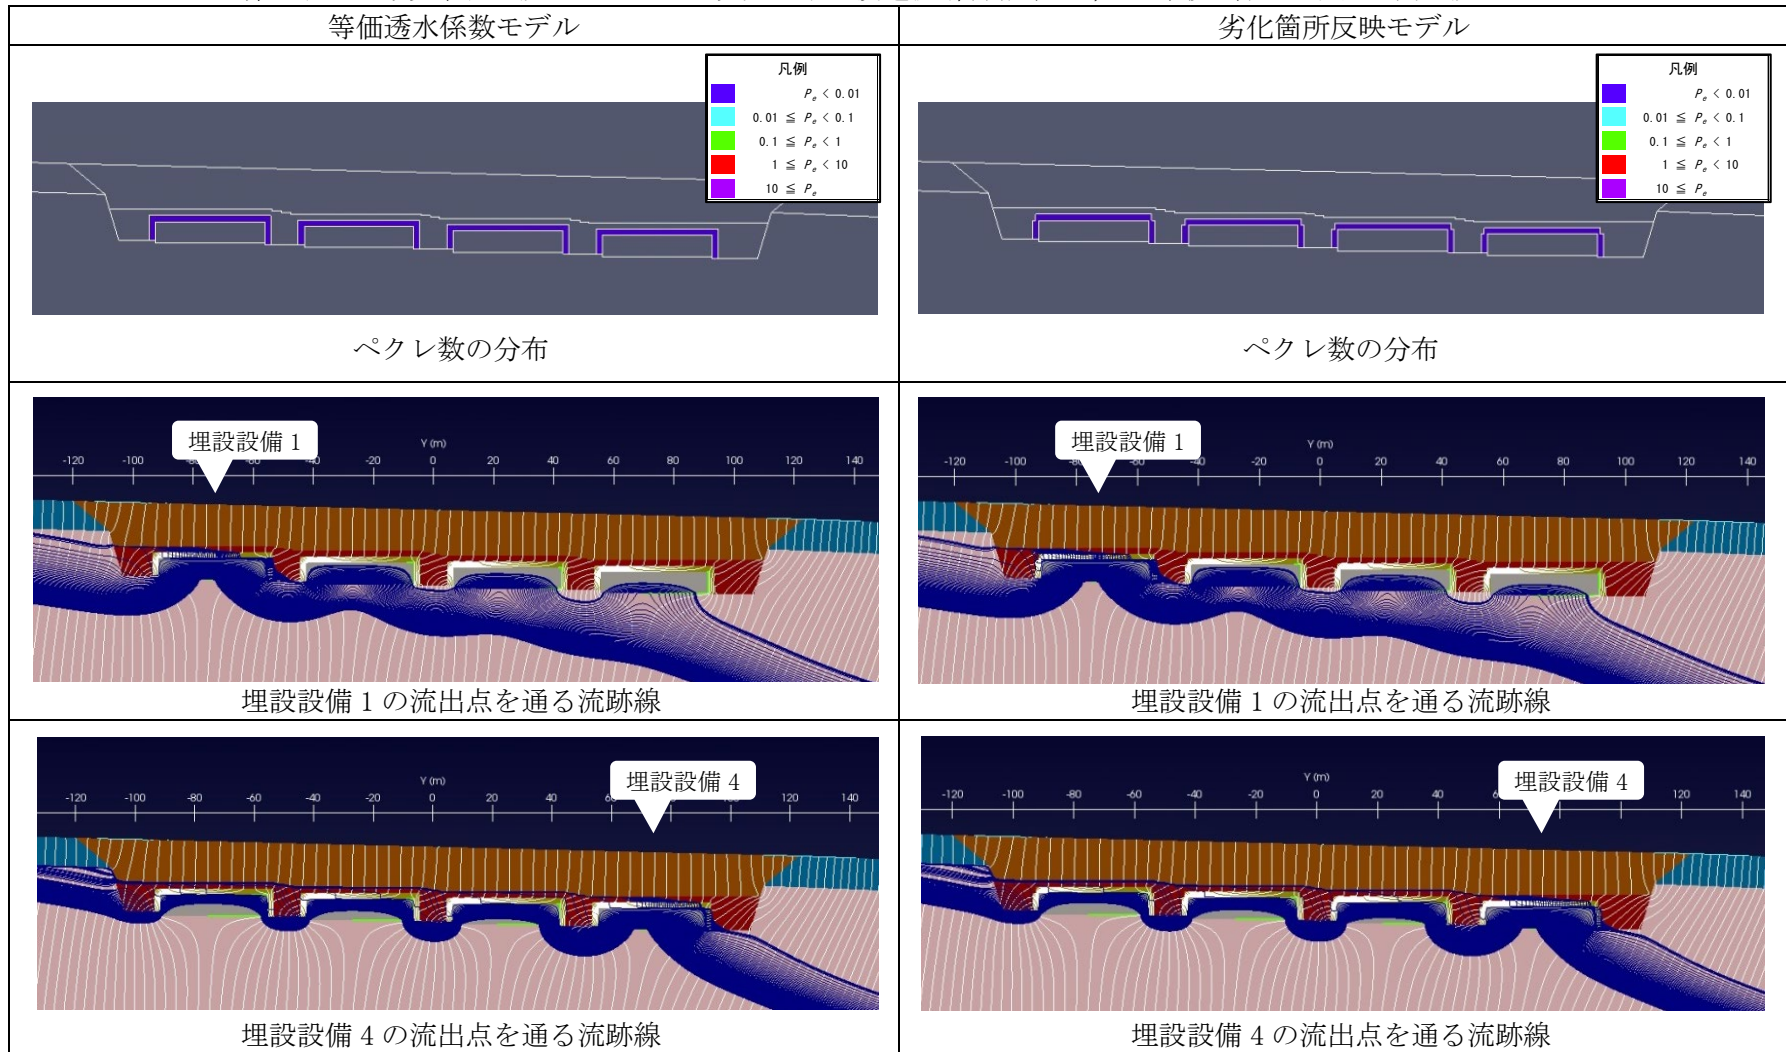 等価透水係数モデル
劣化箇所反映モデル
凡例
Pe < 0.01
0.01 ≦ Pe < 0.1
0.1 ≦ Pe < 1
1 ≦ Pe < 10
10 ≦ Pe
ペクレ数の分布
凡例
Pe < 0.01
0.01 ≦ Pe < 0.1
0.1 ≦ Pe < 1
1 ≦ Pe < 10
10 ≦ Pe
ペクレ数の分布
埋設設備 1
Y (m)
-120 -100 -40 -20 0 20 40 60 80 100 120 140
埋設設備 1 の流出点を通る流跡線
埋設設備 1
Y (m)
-120 -100 -40 -20 0 20 40 60 80 100 120 140
埋設設備 1 の流出点を通る流跡線
埋設設備 4
Y (m)
-120 -100 -80 -60 -40 -20 0 20 40 120 140
埋設設備 4 の流出点を通る流跡線
埋設設備 4
Y (m)
-120 -100 -80 -60 -40 -20 0 20 40 120 140
埋設設備 4 の流出点を通る流跡線